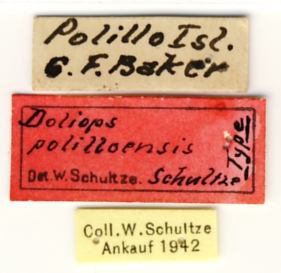 Polillo Isl.
C. F. Baker
Doliops
polilloensis
Det. W. Schultze. Schultze
Type
Coll. W. Schultze
Ankauf 1942